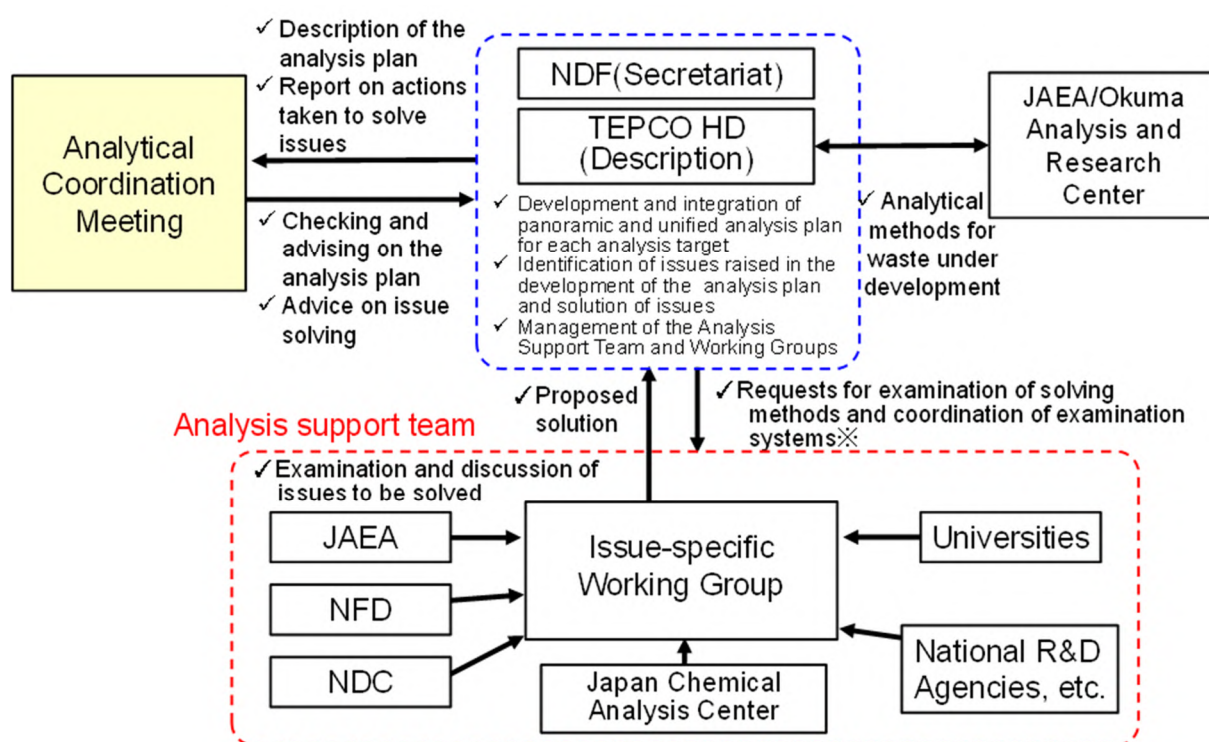 ✓ Description of the
analysis plan
✓ Report on actions
taken to solve
issues
Analytical
Coordination
Meeting
✓ Checking and
advising on the
analysis plan
✓ Advice on issue
solving
NDF(Secretariat)
TEPCO HD
(Description)
✓ Development and integration of
panoramic and unified analysis plan
for each analysis target
✓ Identification of issues raised in the
development of the analysis plan
and solution of issues
✓ Management of the Analysis
Support Team and Working Groups
JAEA/Okuma
Analysis and
Research
Center
✓ Analytical
methods for
waste under
development
✓ Proposed
solution
✓ Requests for examination of solving
methods and coordination of examination
systems※
Analysis support team
✓ Examination and discussion of
issues to be solved
JAEA
NFD
NDC
Issue-specific
Working Group
Japan Chemical
Analysis Center
Universities
National R&D
Agencies, etc.